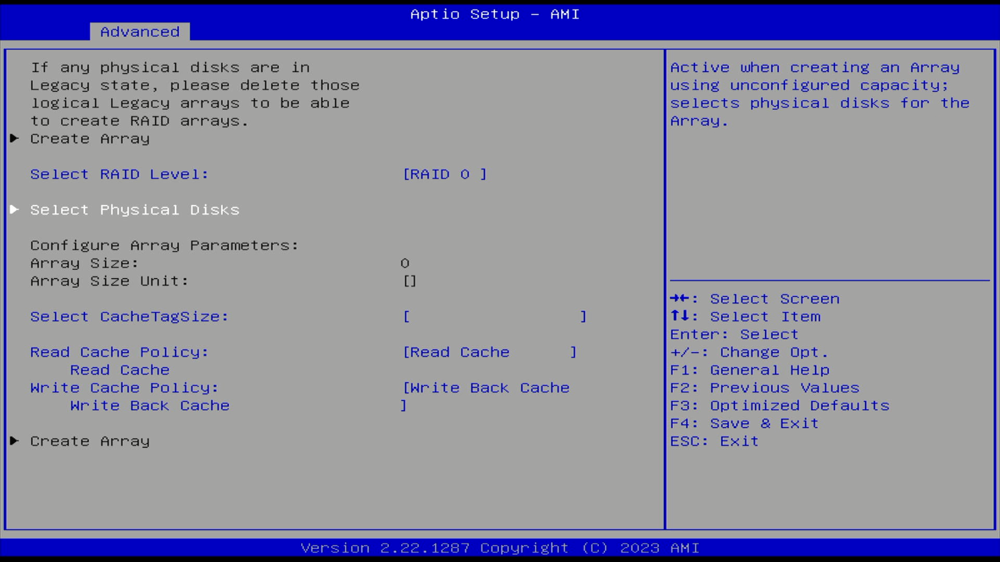 Aptio Setup - AMI
Advanced
If any physical disks are in
Legacy state, please delete those
logical Legacy arrays to be able
to create RAID arrays.
Create Array
Select RAID Level: [RAID 0 ]
Select Physical Disks
Configure Array Parameters:
Array Size: 0
Array Size Unit: []
Select CacheTagSize: [ ]
Read Cache Policy: [Read Cache ]
Read Cache
Write Cache Policy: [Write Back Cache
Write Back Cache ]
Create Array
Active when creating an Array
using unconfigured capacity;
selects physical disks for the
Array.
→←: Select Screen
↑↓: Select Item
Enter: Select
+/-: Change Opt.
F1: General Help
F2: Previous Values
F3: Optimized Defaults
F4: Save & Exit
ESC: Exit
Version 2.22.1287 Copyright (C) 2023 AMI